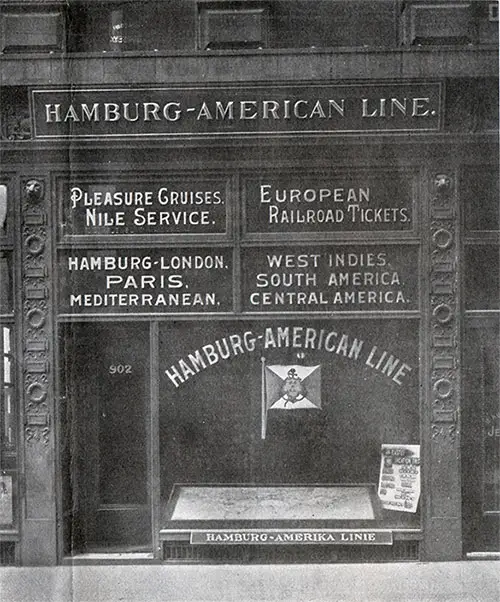 HAMBURG-AMERICAN LINE.
PLEASURE CRUISES.
NILE SERVICE.
EUROPEAN
RAILROAD TICKETS.
HAMBURG-LONDON.
PARIS.
MEDITERRANEAN.
WEST INDIES.
SOUTH AMERICA.
CENTRAL AMERICA.
902
HAMBURG-AMERICAN LINE
HAMBURG-AMERIKA LINIE